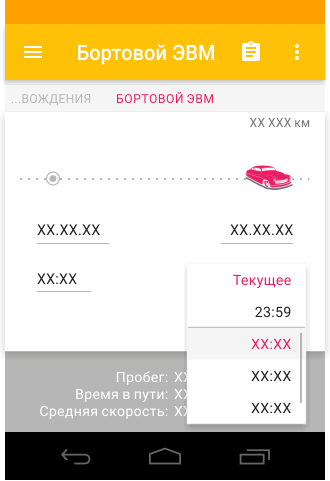 Бортовой ЭВМ
...ВОЖДЕНИЯ БОРТОВОЙ ЭВМ
XX XXX км
XX.XX.XX XX.XX.XX
XX:XX
Текущее
23:59
XX:XX
XX:XX
XX:XX
Пробег: XX
Время в пути: XX
Средняя скорость: XX